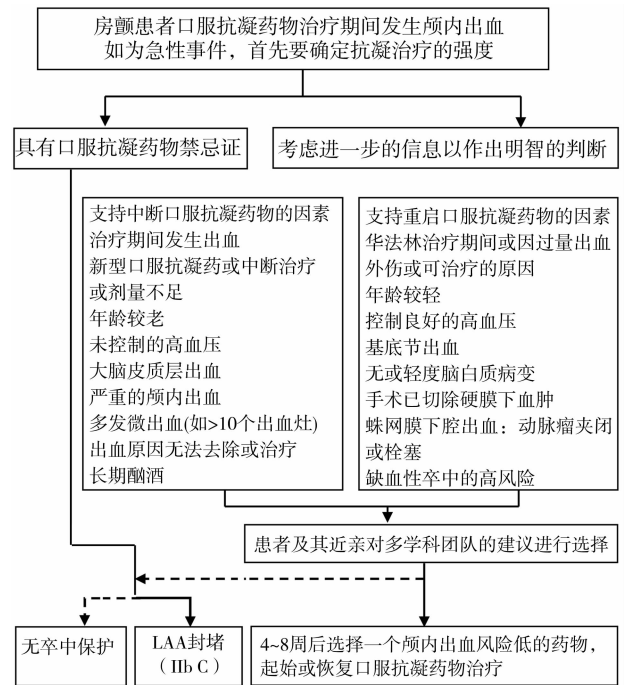 房颤患者口服抗凝药物治疗期间发生颅内出血
如为急性事件，首先要确定抗凝治疗的强度
具有口服抗凝药物禁忌证
考虑进一步的信息以作出明智的判断
支持中断口服抗凝药物的因素
治疗期间发生出血
新型口服抗凝药或中断治疗
或剂量不足
年龄较老
未控制的高血压
大脑皮质层出血
严重的颅内出血
多发微出血(如>10个出血灶)
出血原因无法去除或治疗
长期酗酒
支持重启口服抗凝药物的因素
华法林治疗期间或因过量出血
外伤或可治疗的原因
年龄较轻
控制良好的高血压
基底节出血
无或轻度脑白质病变
手术已切除硬膜下血肿
蛛网膜下腔出血：动脉瘤夹闭
或栓塞
缺血性卒中的高风险
患者及其近亲对多学科团队的建议进行选择
无卒中保护
LAA封堵
（IIb C）
4~8周后选择一个颅内出血风险低的药物，
起始或恢复口服抗凝药物治疗